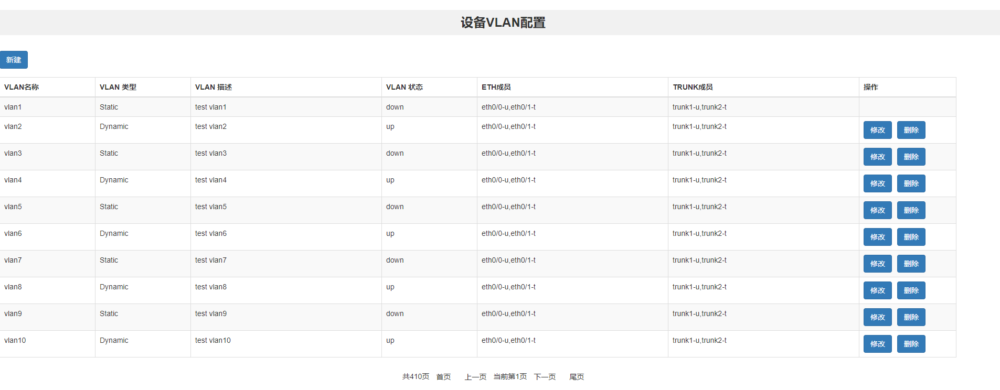 设备VLAN配置
新建
VLAN名称 VLAN 类型 VLAN 描述 VLAN 状态 ETH成员 TRUNK成员 操作
vlan1 Static test vlan1 down eth0/0-u,eth0/1-t trunk1-u,trunk2-t
vlan2 Dynamic test vlan2 up eth0/0-u,eth0/1-t trunk1-u,trunk2-t 修改 删除
vlan3 Static test vlan3 down eth0/0-u,eth0/1-t trunk1-u,trunk2-t 修改 删除
vlan4 Dynamic test vlan4 up eth0/0-u,eth0/1-t trunk1-u,trunk2-t 修改 删除
vlan5 Static test vlan5 down eth0/0-u,eth0/1-t trunk1-u,trunk2-t 修改 删除
vlan6 Dynamic test vlan6 up eth0/0-u,eth0/1-t trunk1-u,trunk2-t 修改 删除
vlan7 Static test vlan7 down eth0/0-u,eth0/1-t trunk1-u,trunk2-t 修改 删除
vlan8 Dynamic test vlan8 up eth0/0-u,eth0/1-t trunk1-u,trunk2-t 修改 删除
vlan9 Static test vlan9 down eth0/0-u,eth0/1-t trunk1-u,trunk2-t 修改 删除
vlan10 Dynamic test vlan10 up eth0/0-u,eth0/1-t trunk1-u,trunk2-t 修改 删除
共410页 首页 上一页 当前第1页 下一页 尾页